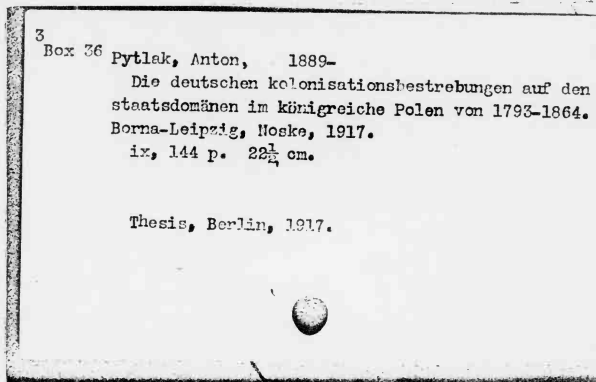 3
Box 36 Pytlak, Anton, 1889-
Die deutschen kolonisationsbestrebungen auf den
staatsdomänen im königreiche Polen von 1793-1864.
Borna-Leipzig, Noske, 1917.
ix, 144 p. 22½ cm.
Thesis, Berlin, 1917.